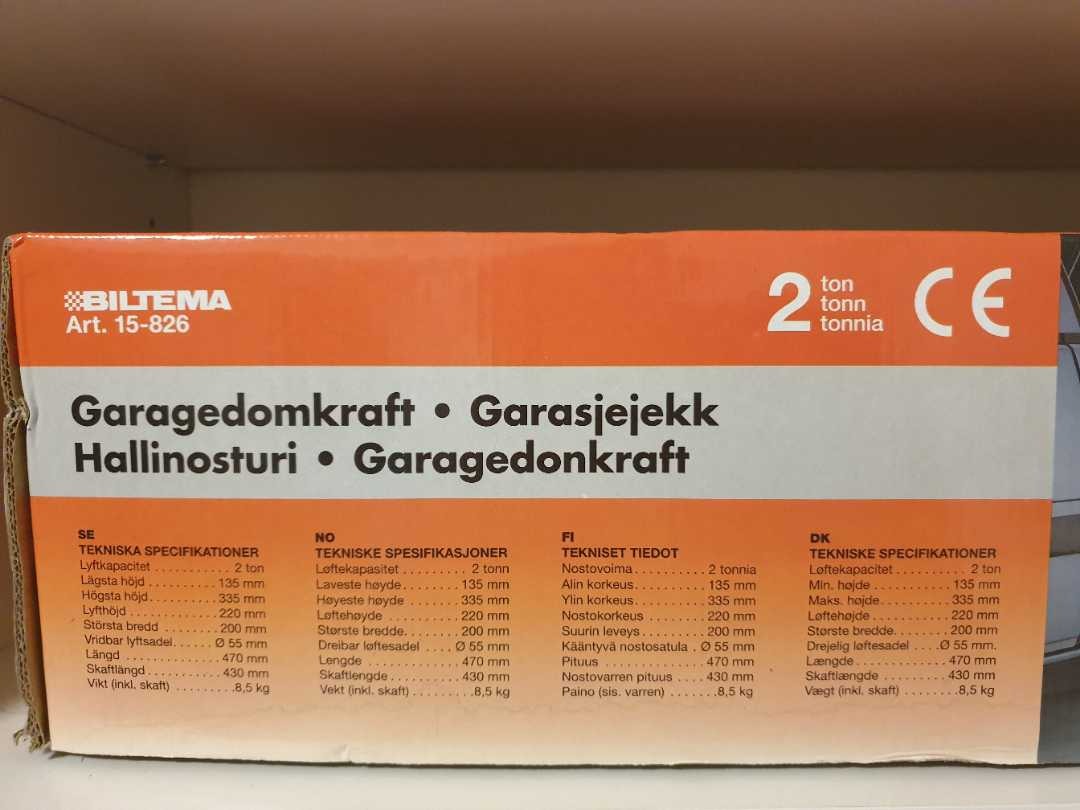 BILTEMA
Art. 15-826
2 ton
tonn
tonnia
CE
Garagedomkraft • Garasjejekk
Hallinosturi • Garagedonkraft
SE
TEKNISKA SPECIFIKATIONER
Lyftkapacitet ............ 2 ton
Lägsta höjd ............ 135 mm
Högsta höjd ............ 335 mm
Lyfthöjd ............ 220 mm
Största bredd ............ 200 mm
Vridbar lyftsadel ...... Ø 55 mm
Längd ............ 470 mm
Skaftlängd ............ 430 mm
Vikt (inkl. skaft) ............ 8,5 kg
NO
TEKNISKE SPESIFIKASJONER
Løftekapasitet ............ 2 tonn
Laveste høyde ............ 135 mm
Høyeste høyde ............ 335 mm
Løftehøyde ............ 220 mm
Største bredde ............ 200 mm
Dreibar løftesadel .... Ø 55 mm
Lengde ............ 470 mm
Skaftlengde ............ 430 mm
Vekt (inkl. skaft) ............ 8,5 kg
FI
TEKNISET TIEDOT
Nostovoima ............ 2 tonnia
Alin korkeus ............ 135 mm
Ylin korkeus ............ 335 mm
Nostokorkeus ............ 220 mm
Suurin leveys ............ 200 mm
Kääntyvä nostosatula . Ø 55 mm
Pituus ............ 470 mm
Nostovarren pituus .... 430 mm
Paino (sis. varren) ....... 8,5 kg
DK
TEKNISKE SPECIFIKATIONER
Løftekapacitet ............ 2 ton
Min. højde ............ 135 mm
Maks. højde ............ 335 mm
Løftehøjde ............ 220 mm
Største bredde ............ 200 mm
Drejelig løftesadel .... Ø 55 mm.
Længde ............ 470 mm
Skaftlængde ............ 430 mm
Vægt (inkl. skaft) ......... 8,5 kg